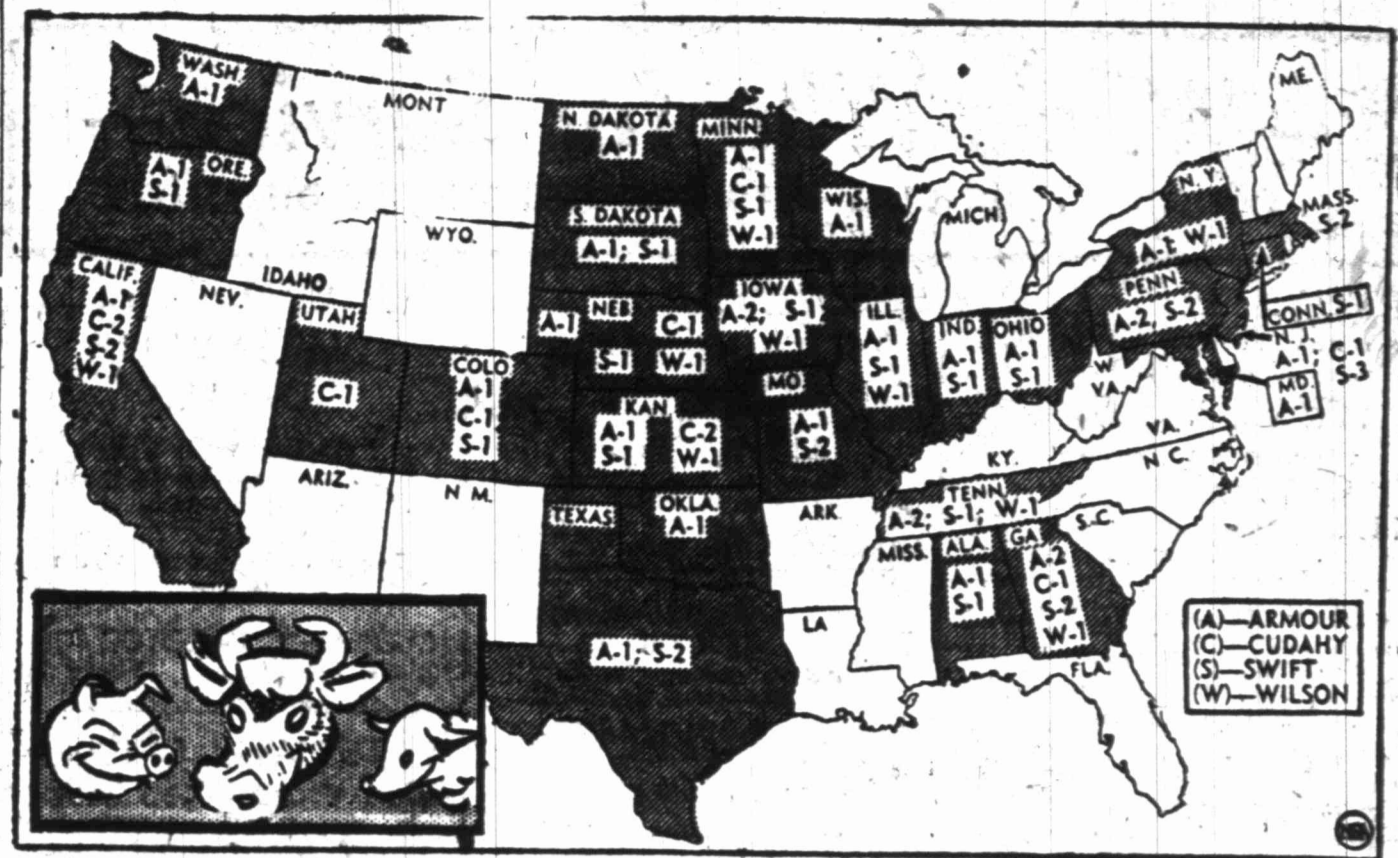 WASH
A-1
MONT
ORE.
A-1
S-1
IDAHO
WYO.
CALIF.
A-1
C-2
S-2
W-1
NEV.
UTAH
C-1
COLO
A-1
C-1
S-1
ARIZ.
N M.
N. DAKOTA
A-1
S. DAKOTA
A-1; S-1
NEB
A-1
C-1
S-1
W-1
KAN.
A-1
S-1
C-2
W-1
OKLA.
A-1
TEXAS
A-1; S-2
MINN
A-1
C-1
S-1
W-1
WIS.
A-1
IOWA
A-2; S-1
W-1
MO.
A-1
S-2
ARK.
LA
ILL.
A-1
S-1
W-1
MICH
IND.
A-1
S-1
OHIO
A-1
S-1
KY.
TENN
A-2; S-1; W-1
MISS.
ALA.
A-1
S-1
GA.
A-2
C-1
S-2
W-1
FLA.
S.C.
N C.
VA.
W
VA.
PENN
A-2, S-2
N. Y.
A-1; W-1
ME.
MASS.
S-2
CONN. S-1
N. J.
A-1; C-1
S-3
MD.
A-1
(A)—ARMOUR
(C)—CUDAHY
(S)—SWIFT
(W)—WILSON